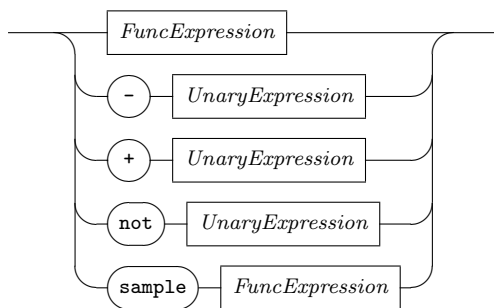 FuncExpression
- UnaryExpression
+ UnaryExpression
not UnaryExpression
sample FuncExpression